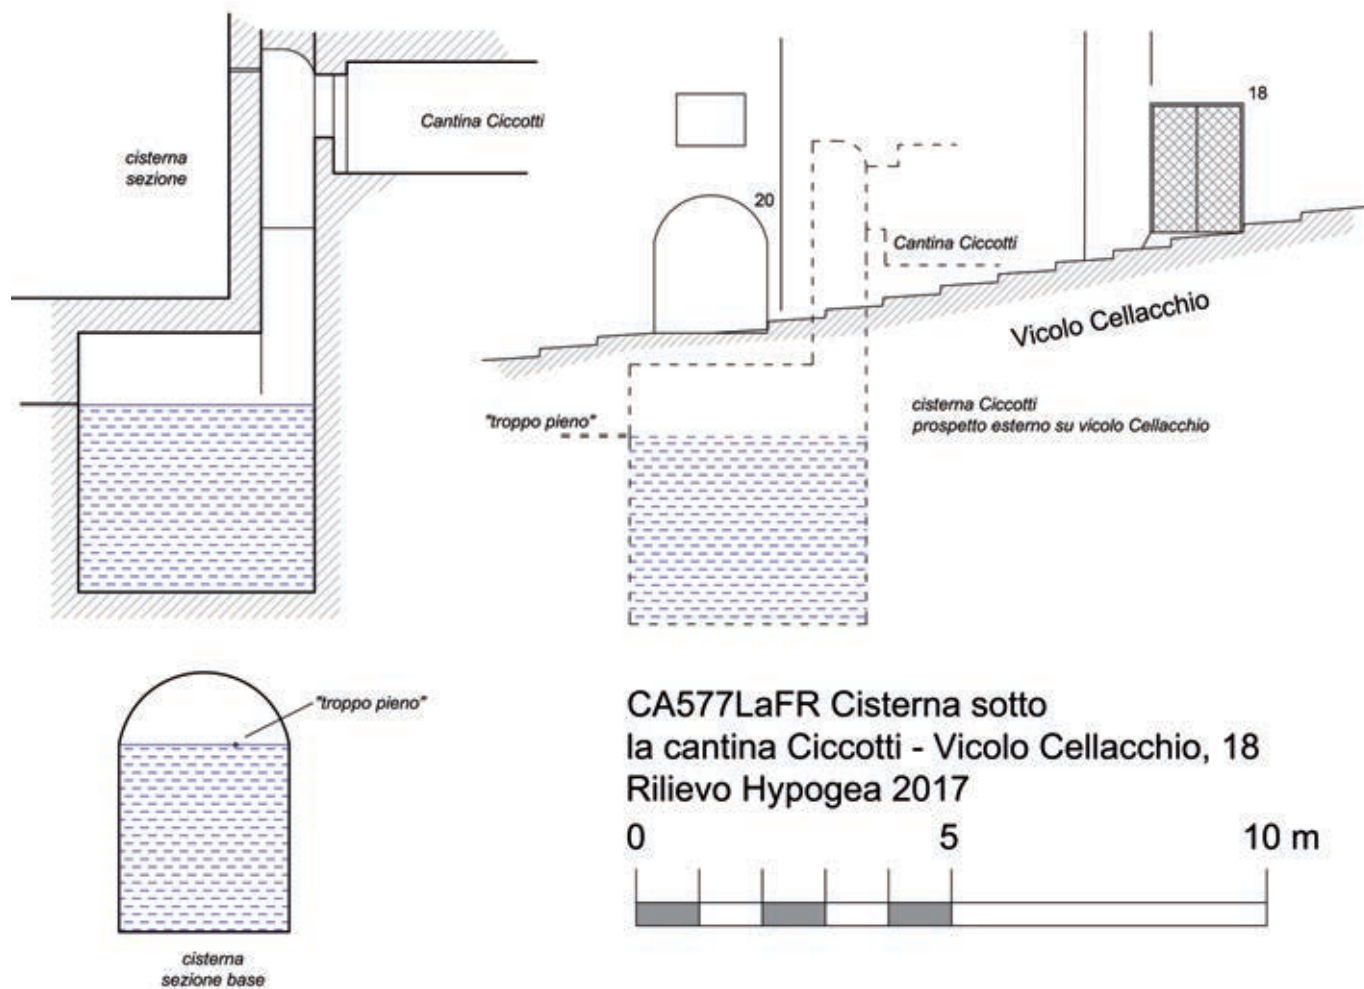 cisterna
sezione
Cantina Ciccotti
20
18
Cantina Ciccotti
Vicolo Cellacchio
"troppo pieno"
cisterna Ciccotti
prospetto esterno su vicolo Cellacchio
"troppo pieno"
cisterna
sezione base
CA577LaFR Cisterna sotto
la cantina Ciccotti - Vicolo Cellacchio, 18
Rilievo Hypogea 2017
0 5 10 m